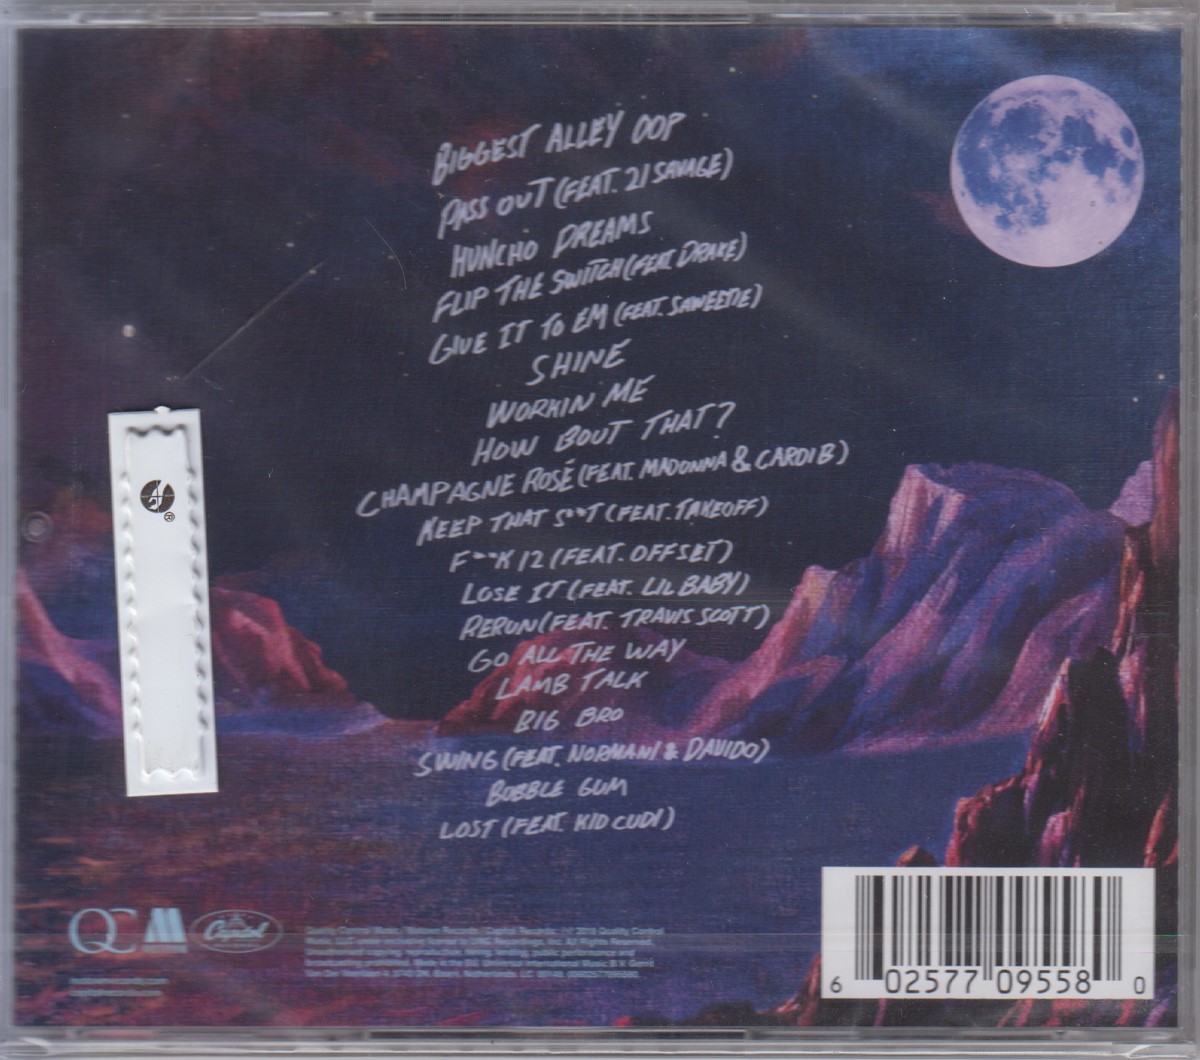 BIGGEST ALLEY OOP
PASS OUT (FEAT. 21 SAVAGE)
HUNCHO DREAMS
FLIP THE SWITCH (FEAT. DRAKE)
GIVE IT TO EM (FEAT. SAWEETIE)
SHINE
WORKIN ME
HOW BOUT THAT?
CHAMPAGNE ROSÉ (FEAT. MADONNA & CARDI B)
KEEP THAT S**T (FEAT. TAKEOFF)
F**K 12 (FEAT. OFFSET)
LOSE IT (FEAT. LIL BABY)
RERUN (FEAT. TRAVIS SCOTT)
GO ALL THE WAY
LAMB TALK
BIG BRO
SWING (FEAT. NORMANI & DAVIDO)
BUBBLE GUM
LOST (FEAT. KID CUDI)
QC M Capitol
6 02577 09558 0
®